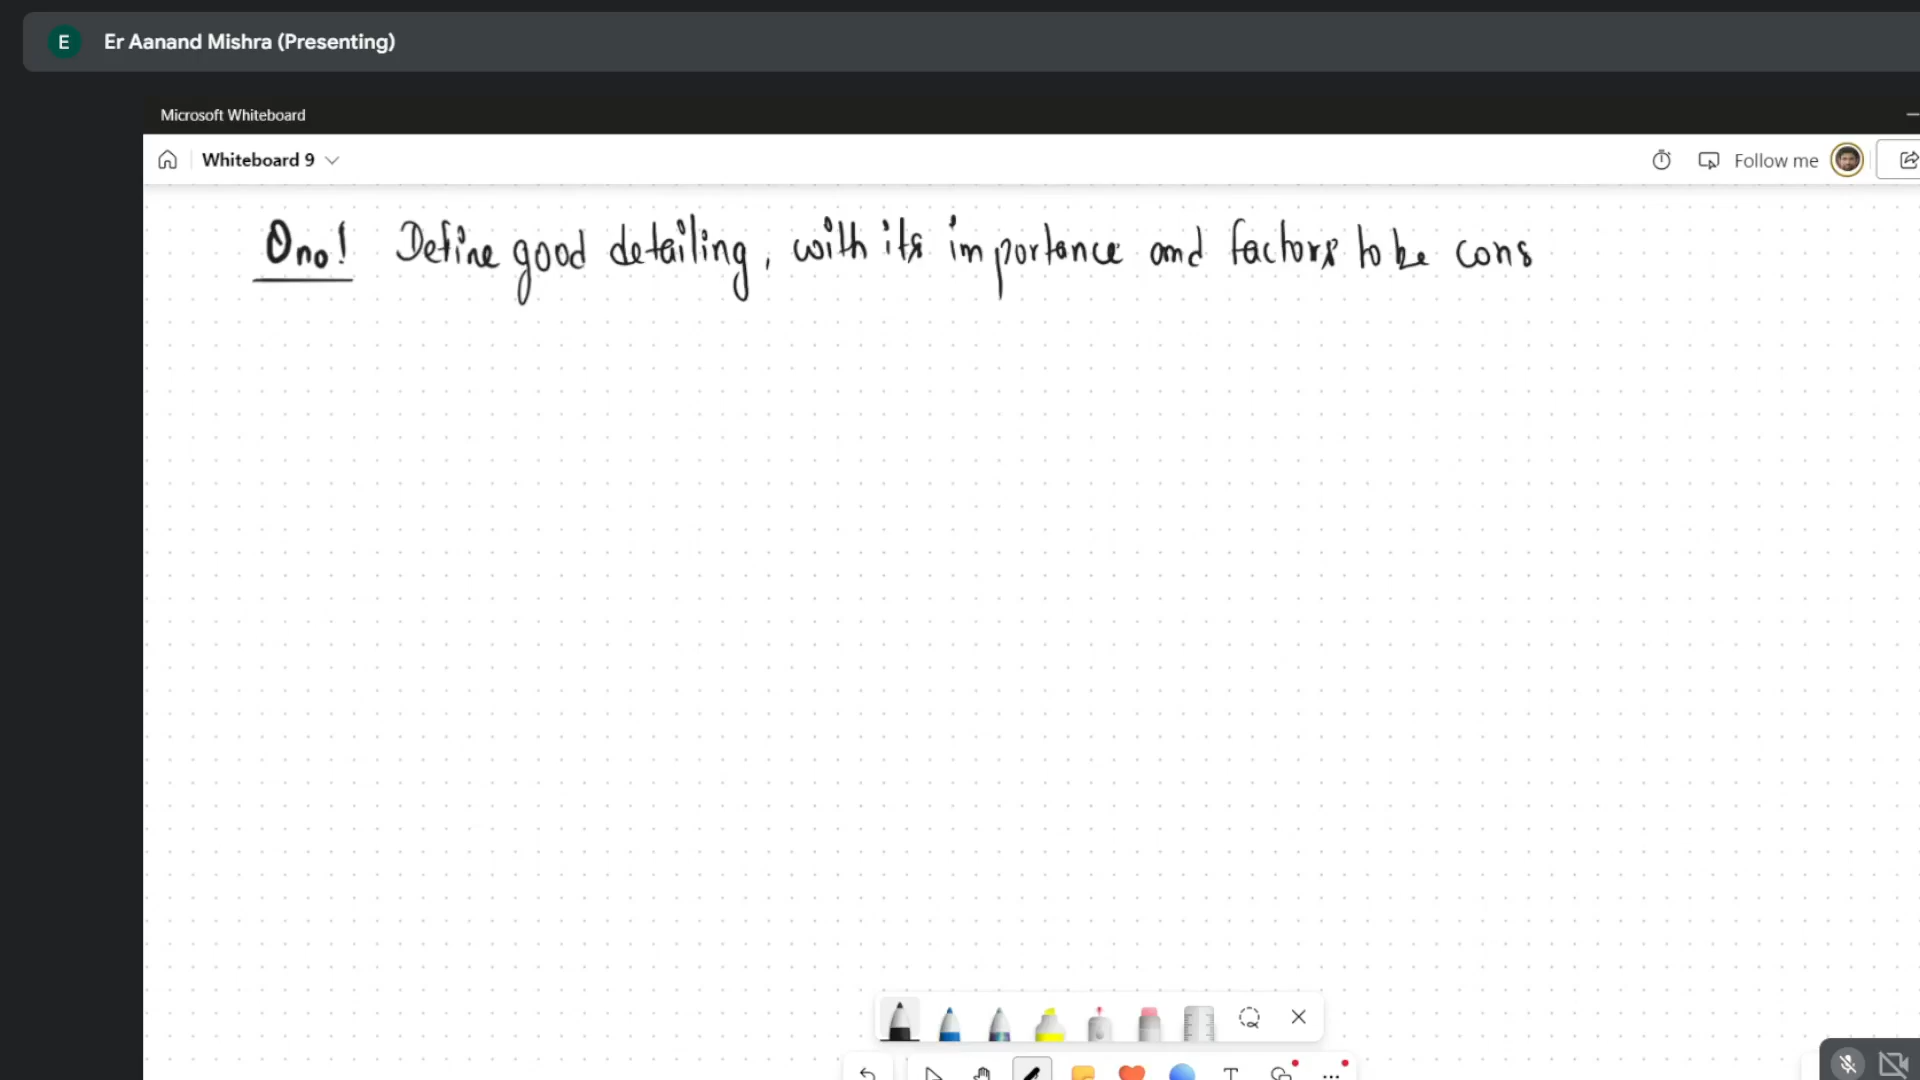 E Er Aanand Mishra (Presenting)
Microsoft Whiteboard
Whiteboard 9 Follow me
Qno! Define good detailing, with its importance and factors to be cons